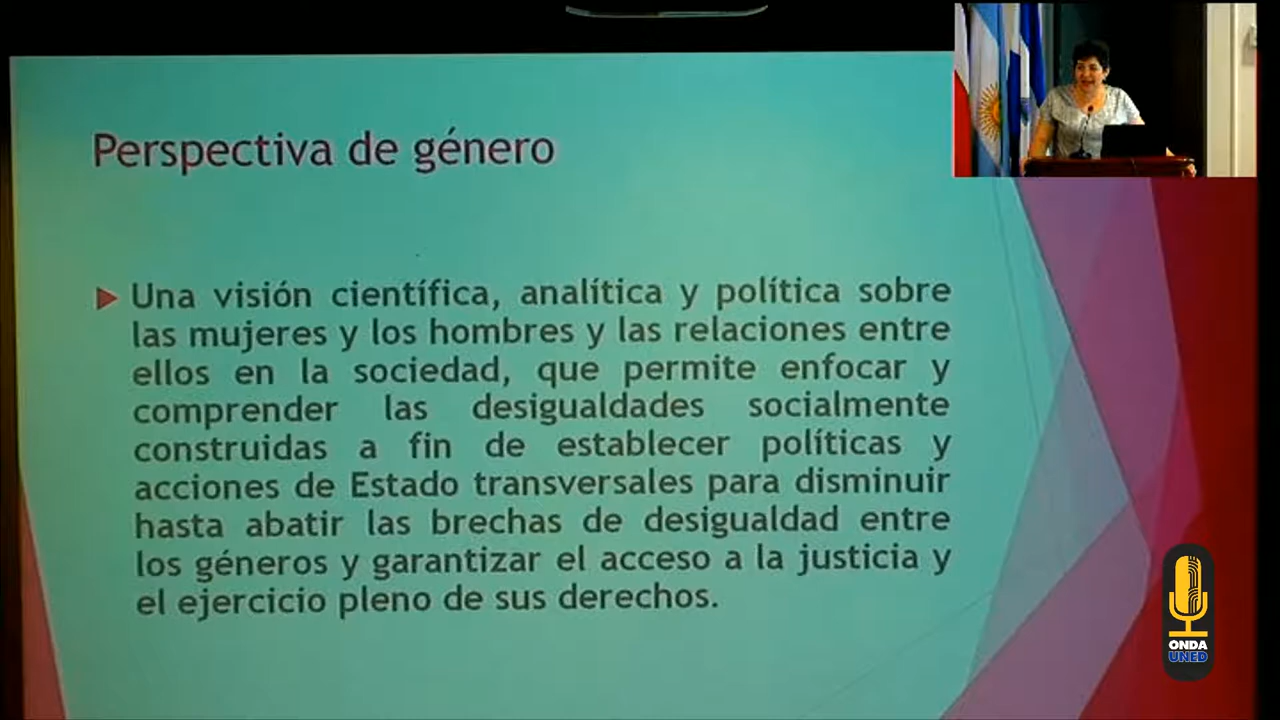 Perspectiva de género
Una visión científica, analítica y política sobre
las mujeres y los hombres y las relaciones entre
ellos en la sociedad, que permite enfocar y
comprender las desigualdades socialmente
construidas a fin de establecer políticas y
acciones de Estado transversales para disminuir
hasta abatir las brechas de desigualdad entre
los géneros y garantizar el acceso a la justicia y
el ejercicio pleno de sus derechos.
ONDA
UNED